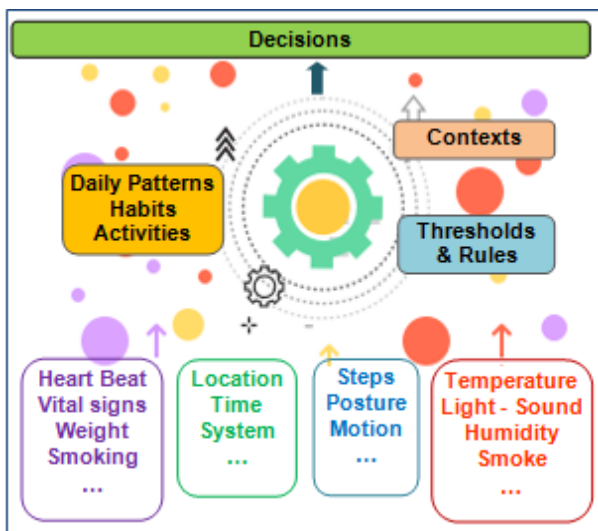 Decisions
Contexts
Daily Patterns
Habits
Activities
Thresholds
& Rules
Heart Beat
Vital signs
Weight
Smoking
...
Location
Time
System
...
Steps
Posture
Motion
...
Temperature
Light - Sound
Humidity
Smoke
...